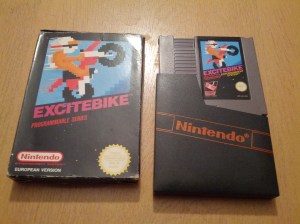 EXCITEBIKE
PROGRAMMABLE SERIES
Nintendo
EUROPEAN VERSION
EXCITEBIKE
Nintendo®